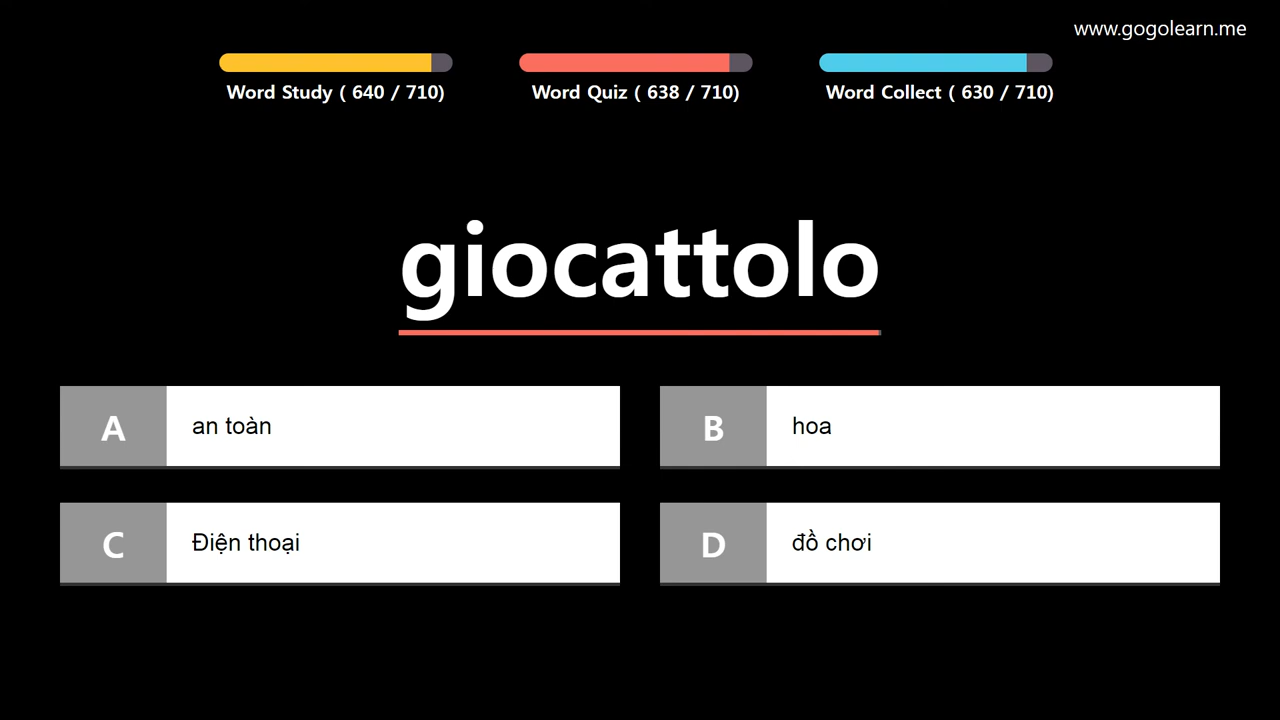 www.gogolearn.me
Word Study ( 640 / 710)
Word Quiz ( 638 / 710)
Word Collect ( 630 / 710)
giocattolo
A
an toàn
B
hoa
C
Điện thoại
D
đồ chơi